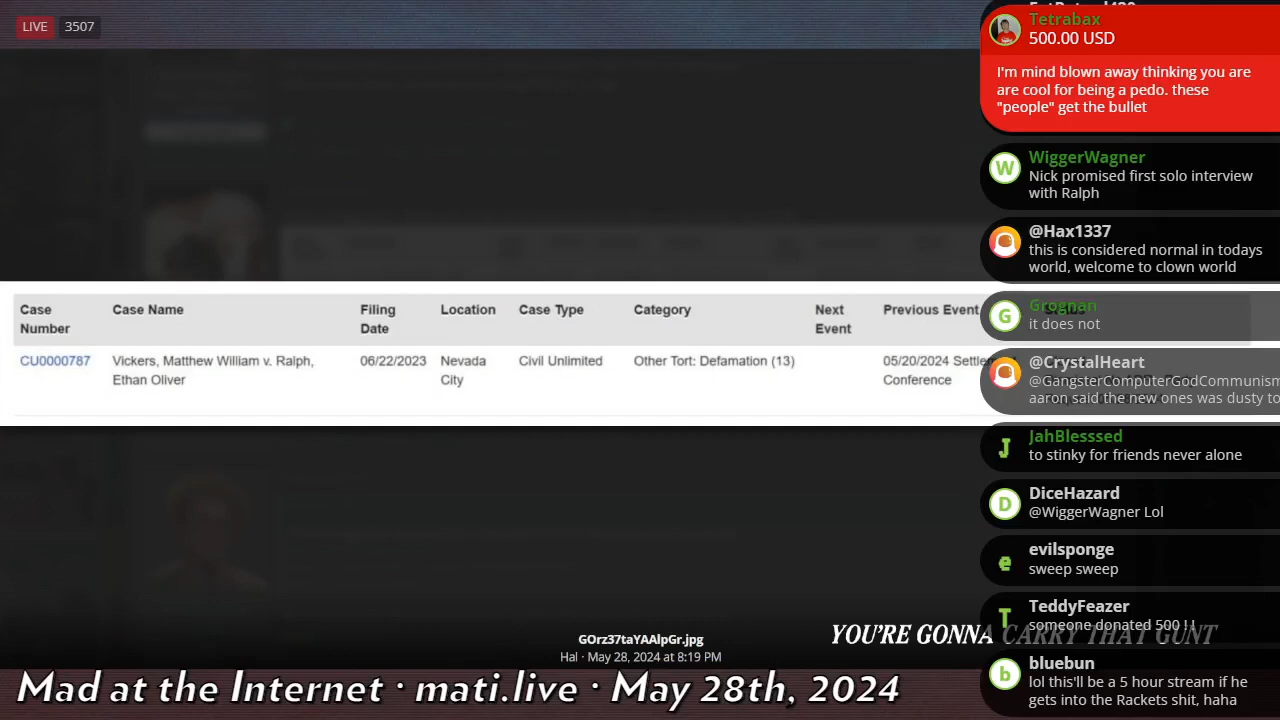 LIVE 3507
Tetrabax
500.00 USD
I'm mind blown away thinking you are
are cool for being a pedo. these
"people" get the bullet
WiggerWagner
Nick promised first solo interview
with Ralph
@Hax1337
this is considered normal in todays
world, welcome to clown world
Grognan
it does not
@CrystalHeart
@GangsterComputerGodCommunism
aaron said the new ones was dusty to
JahBlesssed
to stinky for friends never alone
DiceHazard
@WiggerWagner Lol
evilsponge
sweep sweep
TeddyFeazer
someone donated 500 !!
bluebun
lol this'll be a 5 hour stream if he
gets into the Rackets shit, haha
Case Number
Case Name
Filing Date
Location
Case Type
Category
Next Event
Previous Event
CU0000787
Vickers, Matthew William v. Ralph,
Ethan Oliver
06/22/2023
Nevada
City
Civil Unlimited
Other Tort: Defamation (13)
05/20/2024
Conference
GOrz37taYAAlpGr.jpg
Hal · May 28, 2024 at 8:19 PM
YOU'RE GONNA CARRY THAT GUNT
Mad at the Internet · mati.live · May 28th, 2024